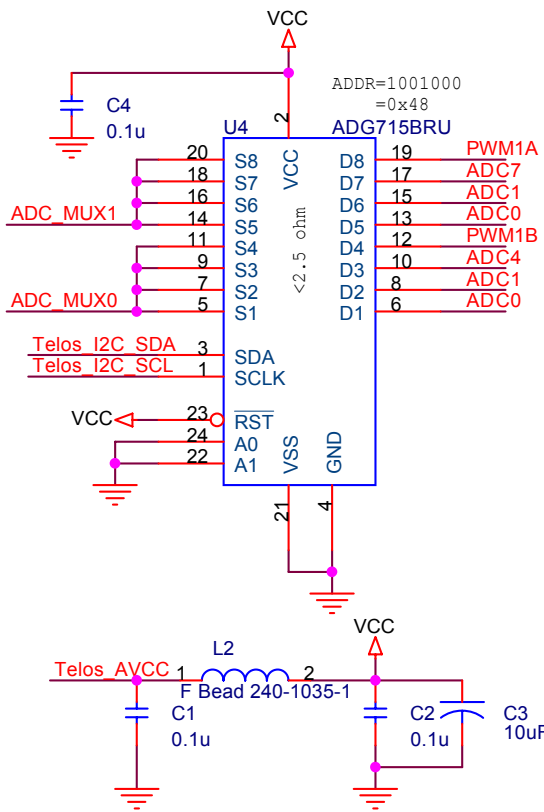 VCC
ADDR=1001000
=0x48
C4
0.1u
2
U4
ADG715BRU
VCC
20 S8 D8 19 PWM1A
18 S7 D7 17 ADC7
16 S6 D6 15 ADC1
ADC_MUX1 14 S5 D5 13 ADC0
11 S4 D4 12 PWM1B
9 S3 D3 10 ADC4
7 S2 D2 8 ADC1
ADC_MUX0 5 S1 D1 6 ADC0
<2.5 ohm
Telos_I2C_SDA 3 SDA
Telos_I2C_SCL 1 SCLK
VCC 23 RST
24 A0
22 A1
VSS GND
21 4
VCC
L2
Telos_AVCC 1 2
F Bead 240-1035-1
C1 C2 C3
0.1u 0.1u 10uF